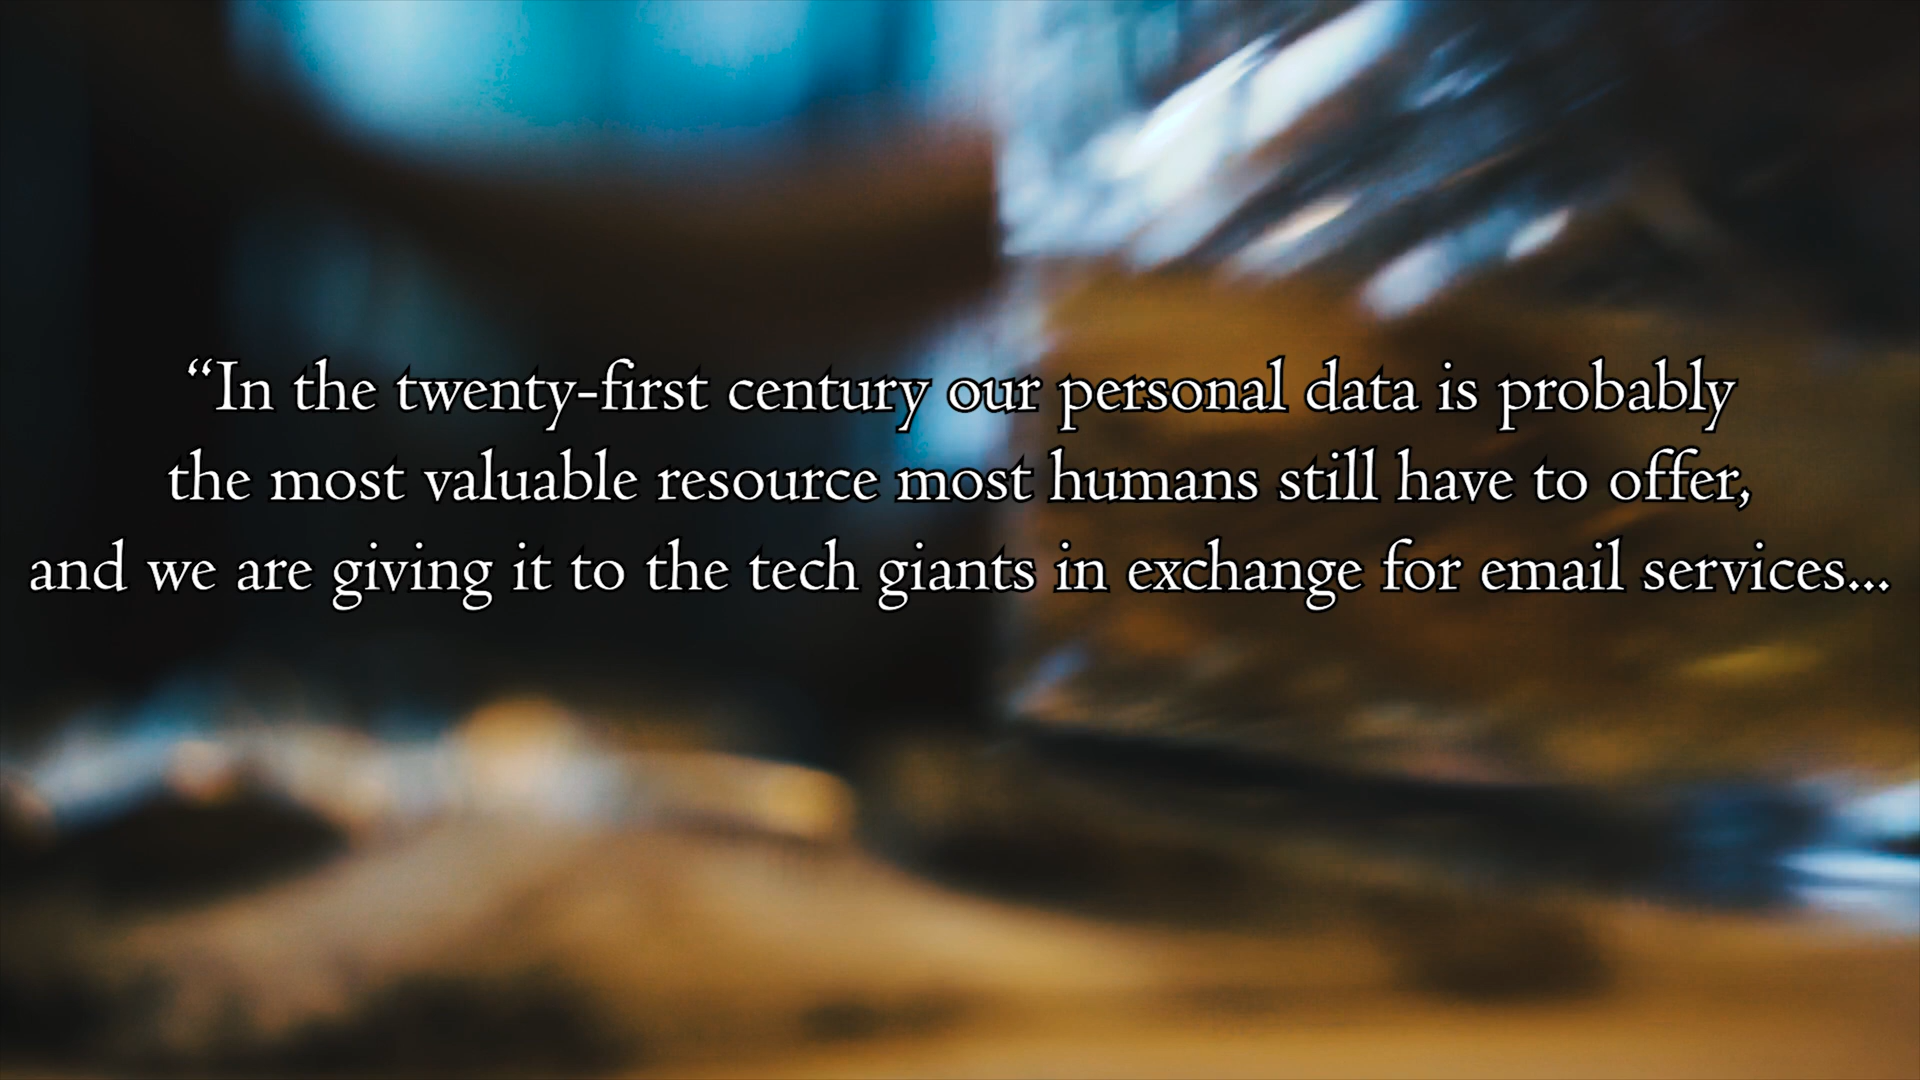 “In the twenty-first century our personal data is probably
the most valuable resource most humans still have to offer,
and we are giving it to the tech giants in exchange for email services...